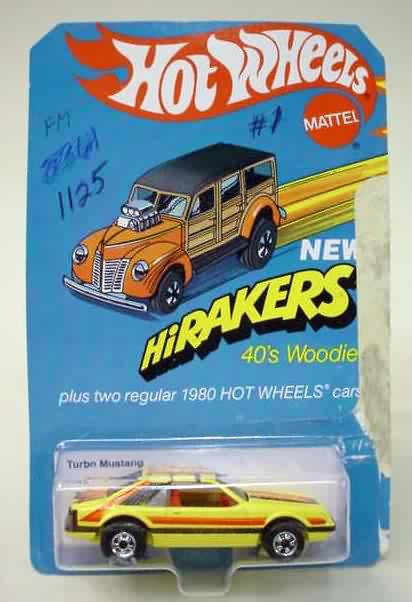 Hot Wheels
MATTEL
®
FM
#1
1125
NEW
HiRAKERS
40's Woodie
plus two regular 1980 HOT WHEELS® cars
Turbo Mustang